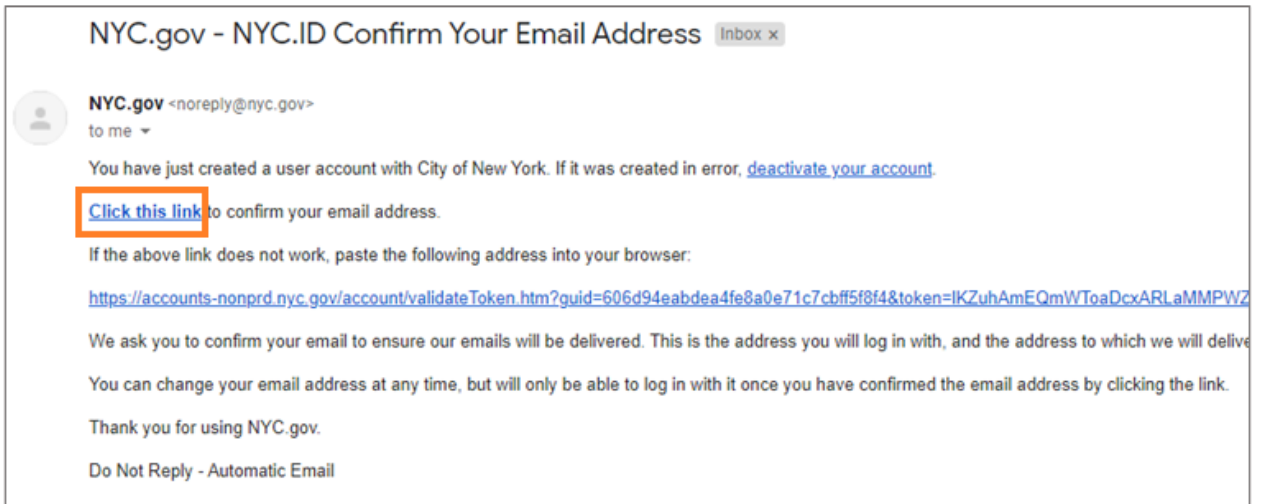 NYC.gov - NYC.ID Confirm Your Email Address Inbox x
NYC.gov <noreply@nyc.gov>
to me
You have just created a user account with City of New York. If it was created in error, deactivate your account.
Click this link to confirm your email address.
If the above link does not work, paste the following address into your browser:
https://accounts-nonprd.nyc.gov/account/validateToken.htm?guid=606d94eabdea4fe8a0e71c7cbff5f8f4&token=IKZuhAmEQmWToaDcxARLaMMPWZ
We ask you to confirm your email to ensure our emails will be delivered. This is the address you will log in with, and the address to which we will delive
You can change your email address at any time, but will only be able to log in with it once you have confirmed the email address by clicking the link.
Thank you for using NYC.gov.
Do Not Reply - Automatic Email